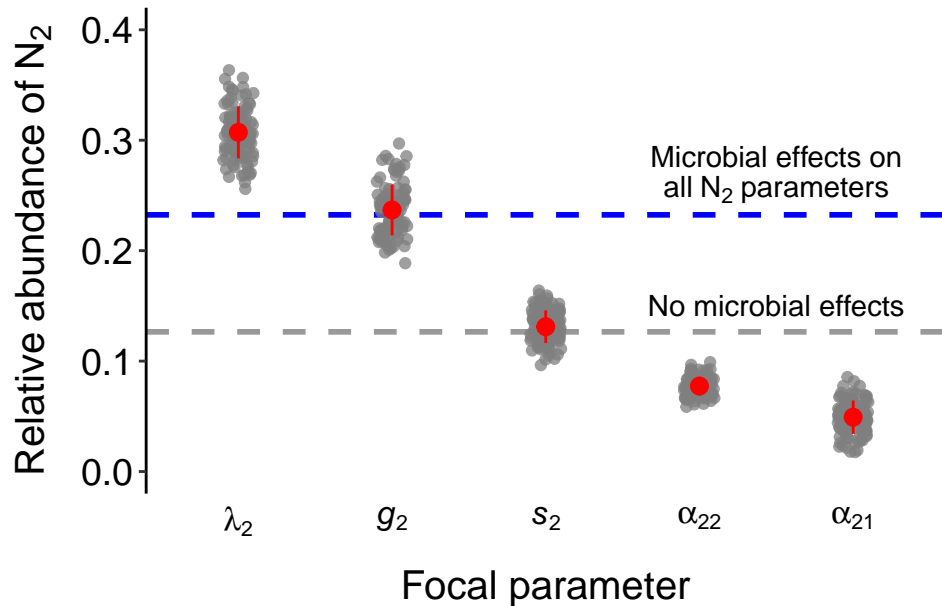 Relative abundance of N₂
0.4
0.3
0.2
0.1
0.0
Microbial effects on
all N₂ parameters
No microbial effects
λ₂ g₂ s₂ α₂₂ α₂₁
Focal parameter